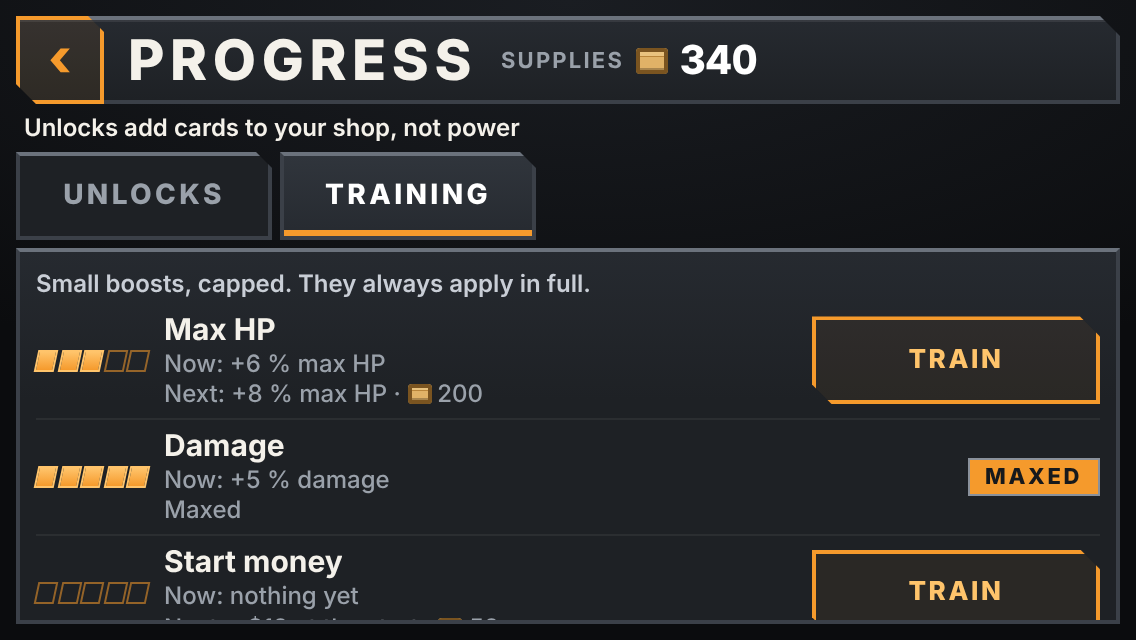 PROGRESS SUPPLIES 340
Unlocks add cards to your shop, not power
UNLOCKS TRAINING
Small boosts, capped. They always apply in full.
Max HP
Now: +6 % max HP
Next: +8 % max HP · 200
TRAIN
Damage
Now: +5 % damage
Maxed
MAXED
Start money
Now: nothing yet
TRAIN